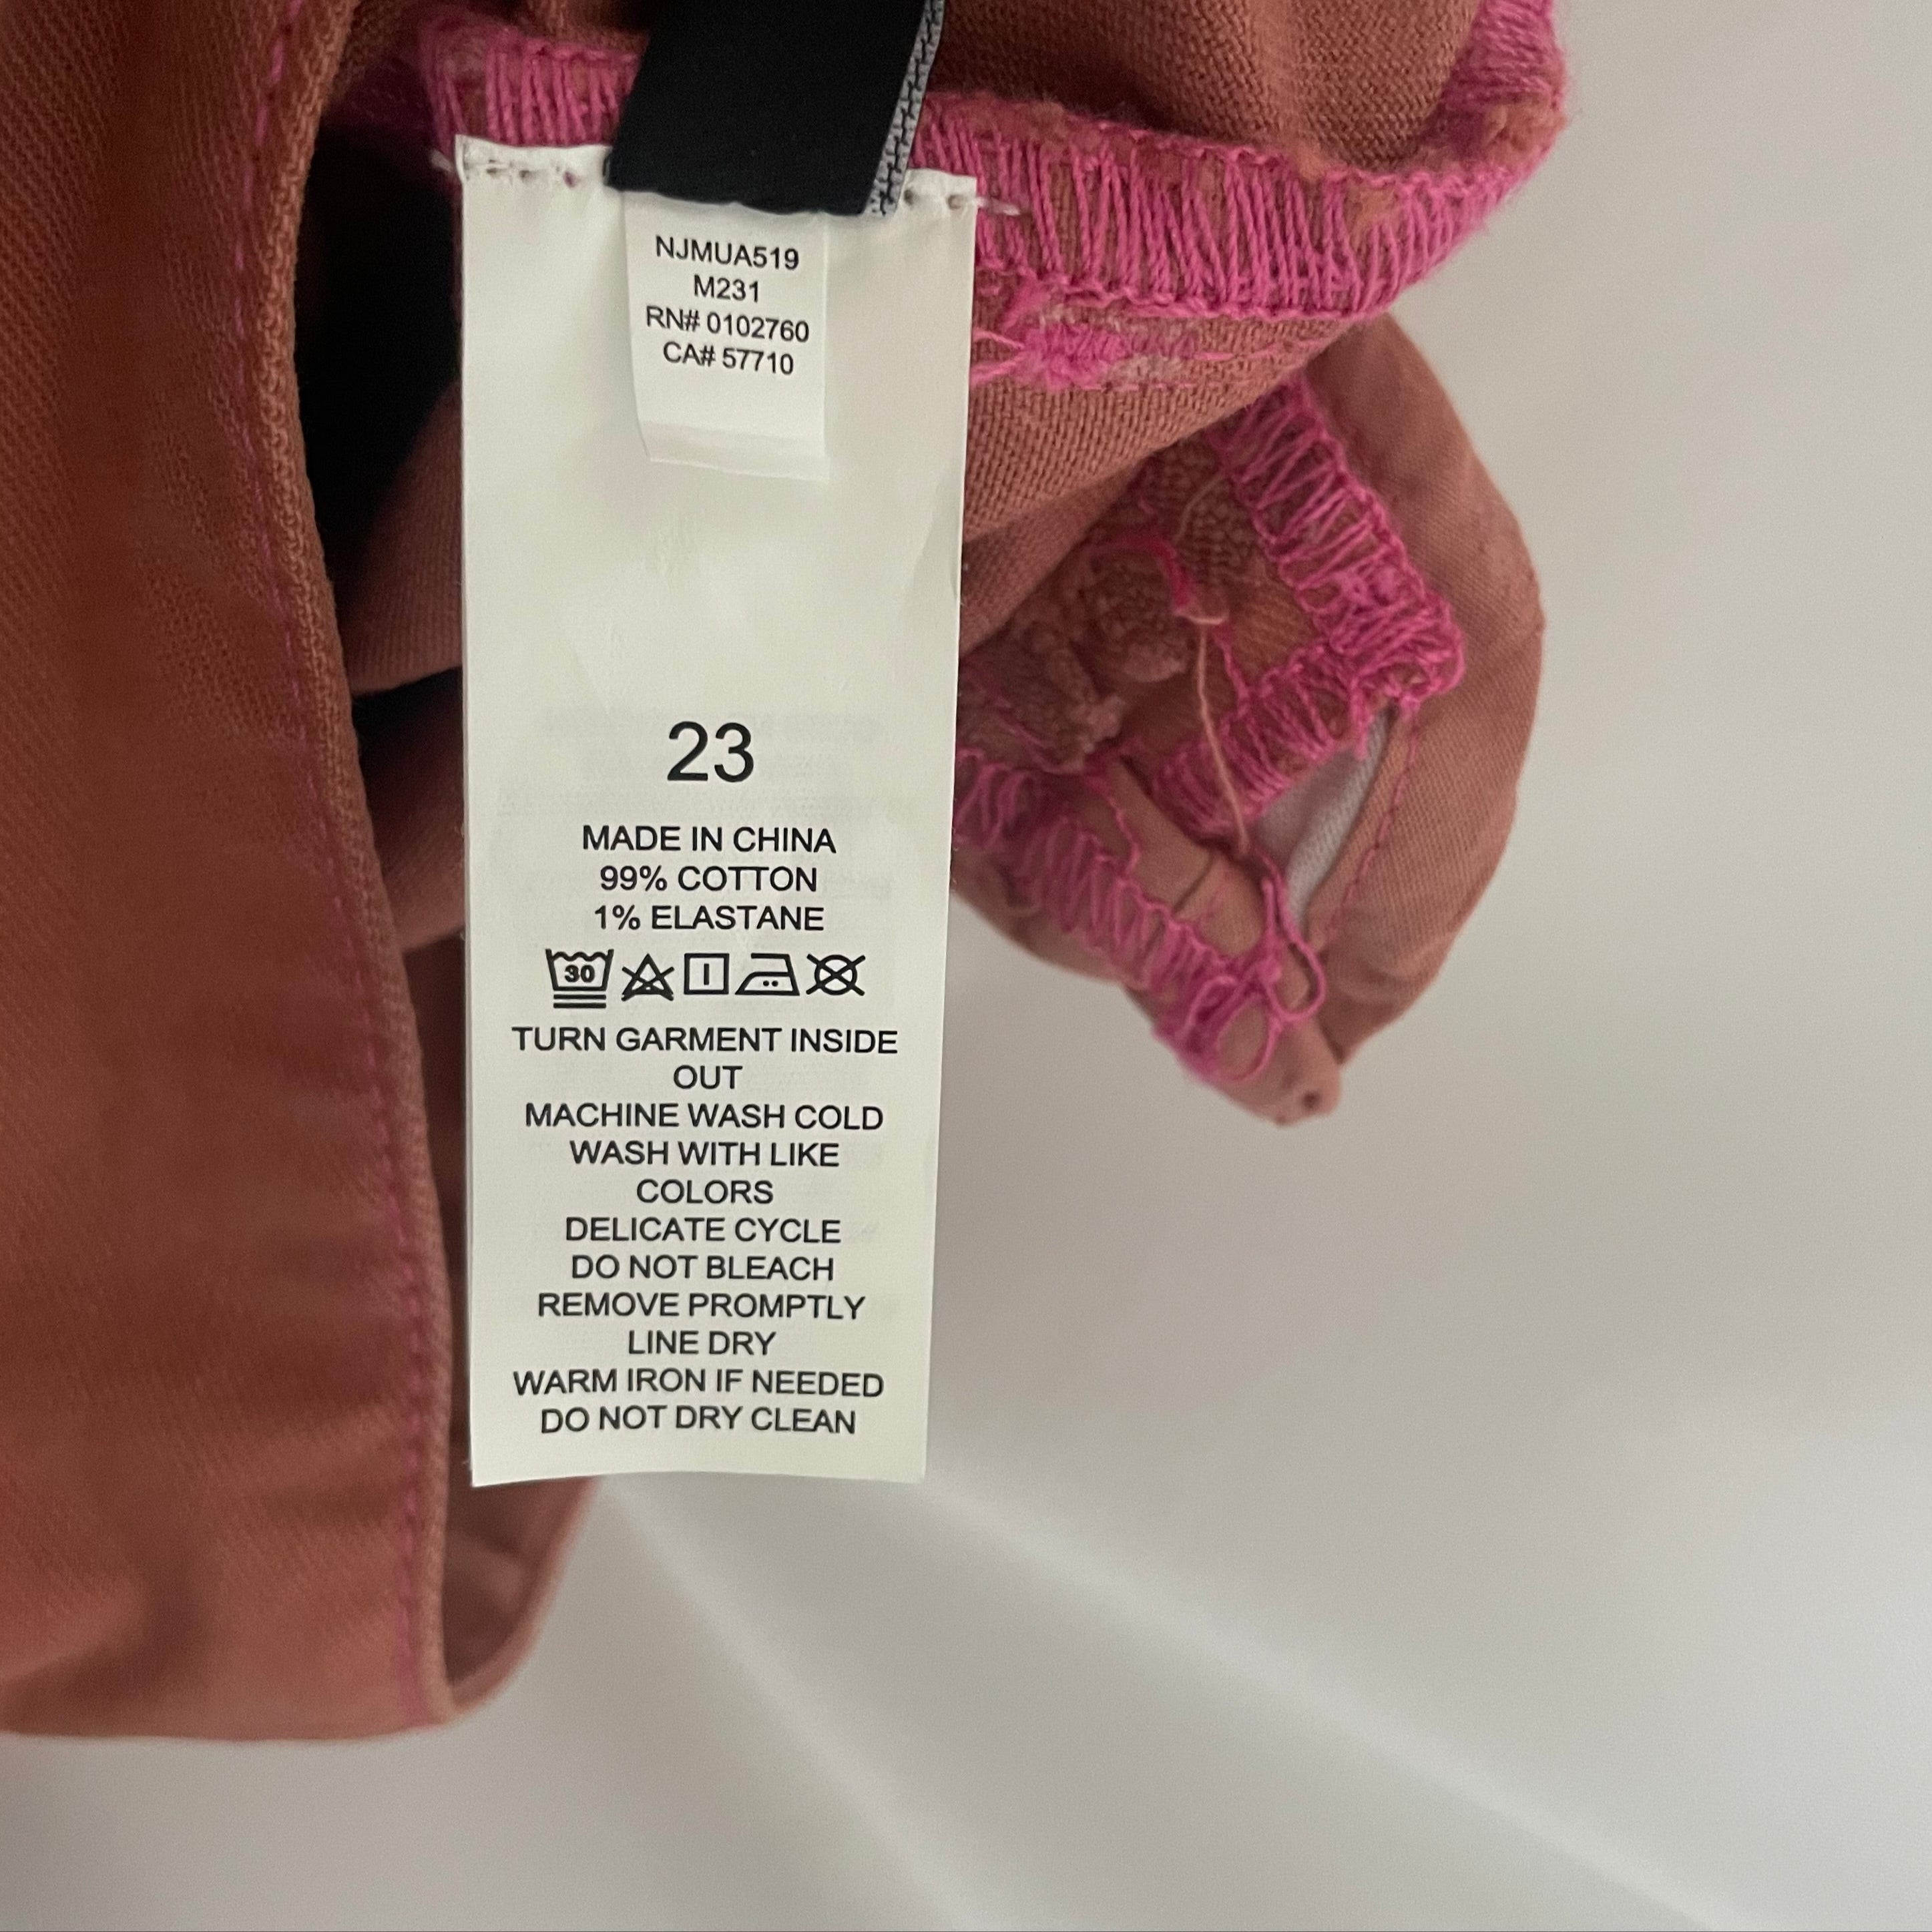 NJMUA519
M231
RN# 0102760
CA# 57710
23
MADE IN CHINA
99% COTTON
1% ELASTANE
30
TURN GARMENT INSIDE
OUT
MACHINE WASH COLD
WASH WITH LIKE
COLORS
DELICATE CYCLE
DO NOT BLEACH
REMOVE PROMPTLY
LINE DRY
WARM IRON IF NEEDED
DO NOT DRY CLEAN